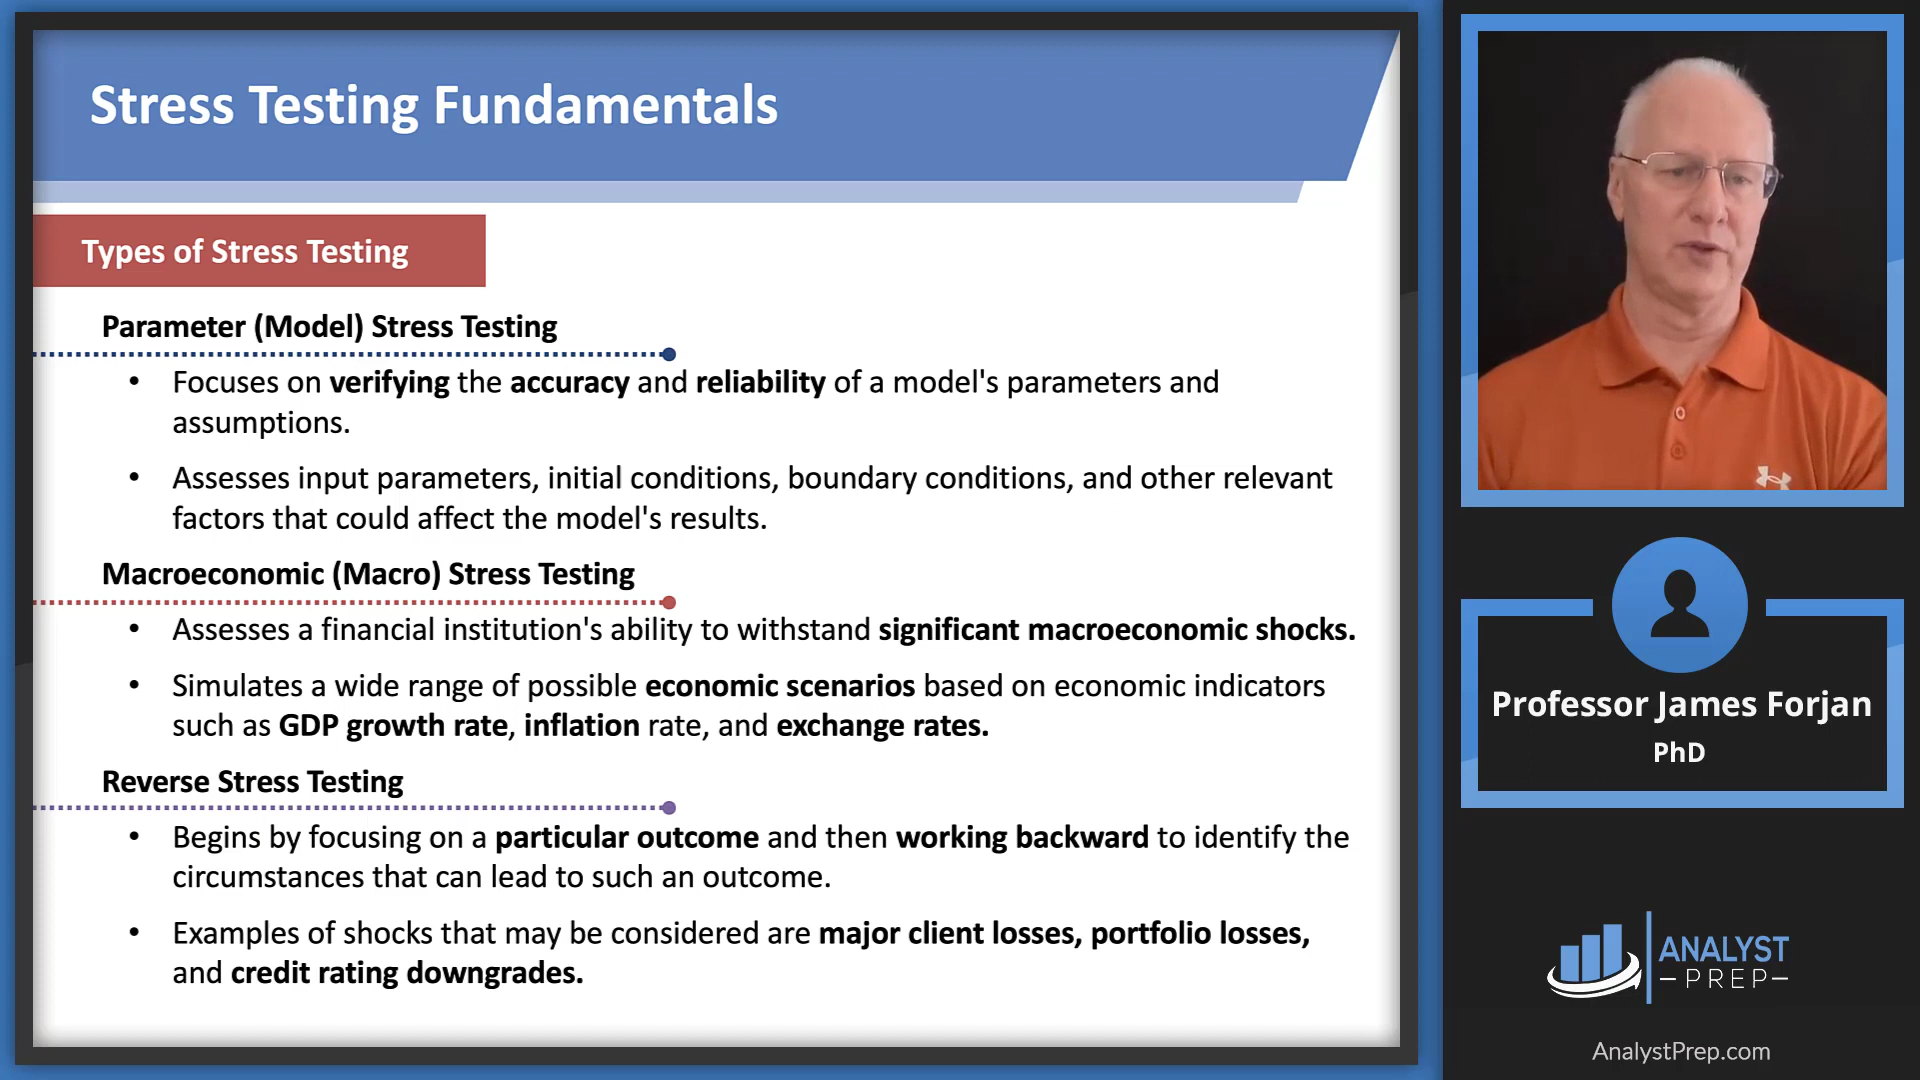 Stress Testing Fundamentals
Types of Stress Testing
Parameter (Model) Stress Testing
• Focuses on verifying the accuracy and reliability of a model's parameters and
assumptions.
• Assesses input parameters, initial conditions, boundary conditions, and other relevant
factors that could affect the model's results.
Macroeconomic (Macro) Stress Testing
• Assesses a financial institution's ability to withstand significant macroeconomic shocks.
• Simulates a wide range of possible economic scenarios based on economic indicators
such as GDP growth rate, inflation rate, and exchange rates.
Reverse Stress Testing
• Begins by focusing on a particular outcome and then working backward to identify the
circumstances that can lead to such an outcome.
• Examples of shocks that may be considered are major client losses, portfolio losses,
and credit rating downgrades.
Professor James Forjan
PhD
ANALYST
PREP
AnalystPrep.com